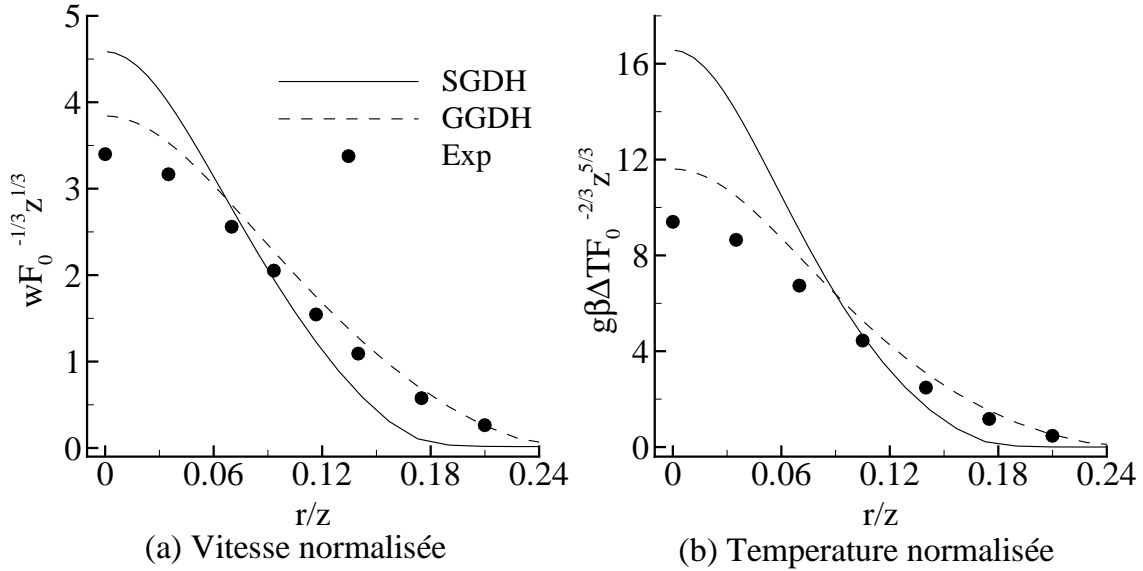 5
4
3
2
1
0
wF₀⁻¹/³z¹/³
SGDH
GGDH
Exp
0
0.06
0.12
0.18
0.24
r/z
(a) Vitesse normalisée
16
12
8
4
0
gβΔTF₀⁻²/³z⁵/³
0
0.06
0.12
0.18
0.24
r/z
(b) Temperature normalisée